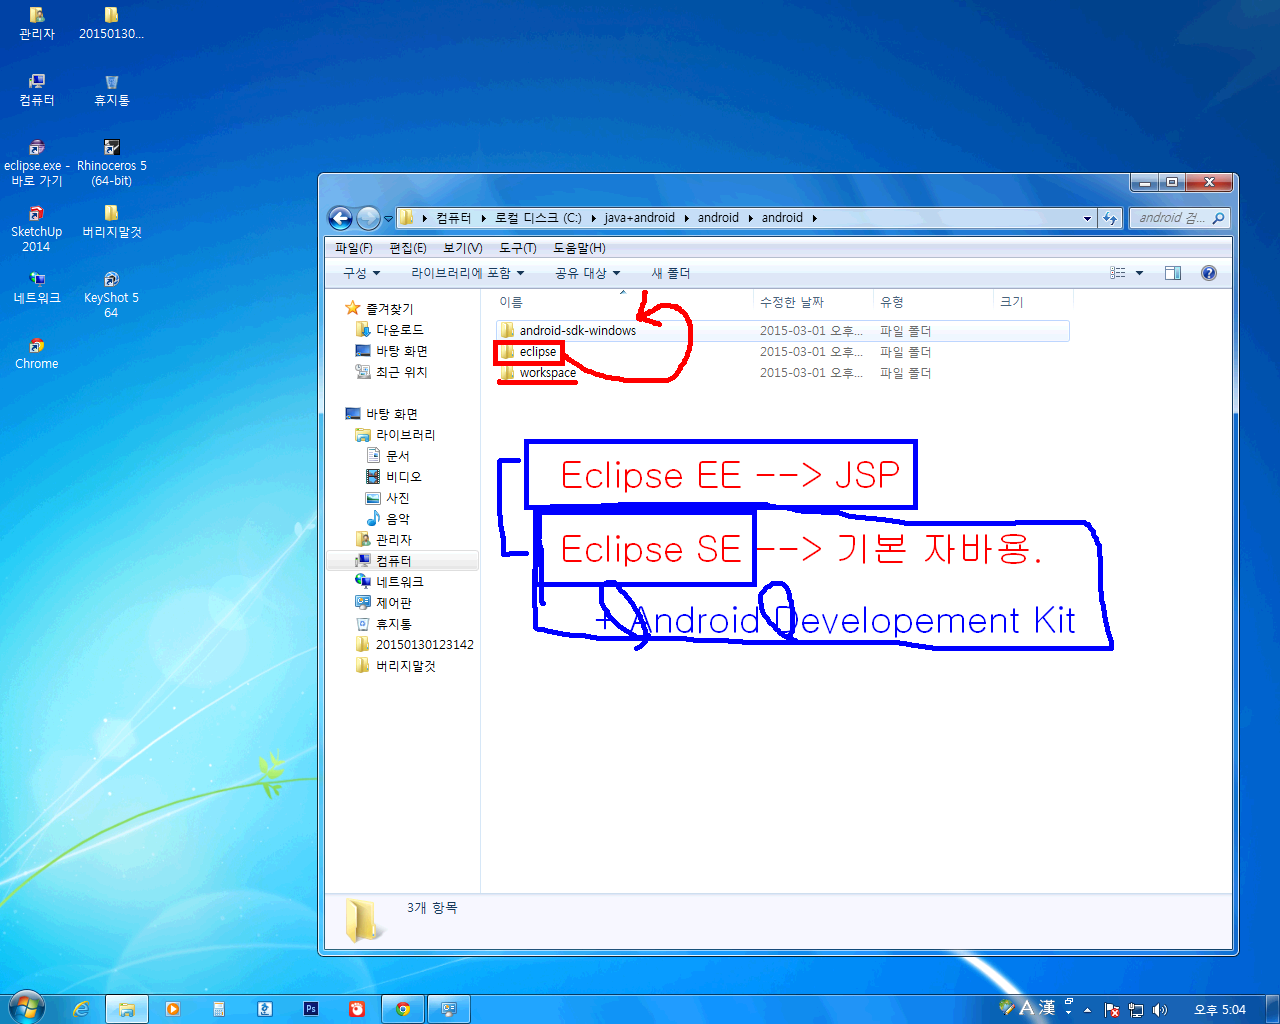 관리자
20150130...
컴퓨터
휴지통
eclipse.exe -
바로 가기
Rhinoceros 5
(64-bit)
SketchUp
2014
버리지말것
네트워크
KeyShot 5
64
Chrome
컴퓨터 로컬 디스크 (C:) java+android android android
android 검...
파일(F) 편집(E) 보기(V) 도구(T) 도움말(H)
구성 라이브러리에 포함 공유 대상 새 폴더
즐겨찾기
다운로드
바탕 화면
최근 위치
바탕 화면
라이브러리
문서
비디오
사진
음악
관리자
컴퓨터
네트워크
제어판
휴지통
20150130123142
버리지말것
이름 수정한 날짜 유형 크기
android-sdk-windows 2015-03-01 오후... 파일 폴더
eclipse 2015-03-01 오후... 파일 폴더
workspace 2015-03-01 오후... 파일 폴더
Eclipse EE --> JSP
Eclipse SE --> 기본 자바용.
+ Android Developement Kit
3개 항목
Ps
A 漢
오후 5:04